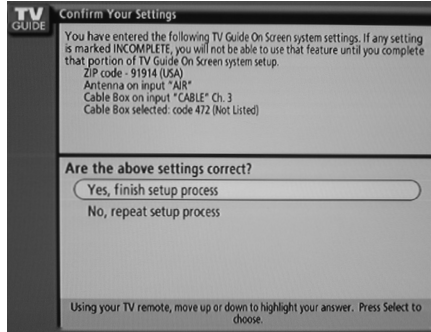 TV
GUIDE
Confirm Your Settings
You have entered the following TV Guide On Screen system settings. If any setting
is marked INCOMPLETE, you will not be able to use that feature until you complete
that portion of TV Guide On Screen system setup.
ZIP code - 91914 (USA)
Antenna on input "AIR"
Cable Box on input "CABLE" Ch. 3
Cable Box selected: code 472 (Not Listed)
Are the above settings correct?
Yes, finish setup process
No, repeat setup process
Using your TV remote, move up or down to highlight your answer. Press Select to
choose.